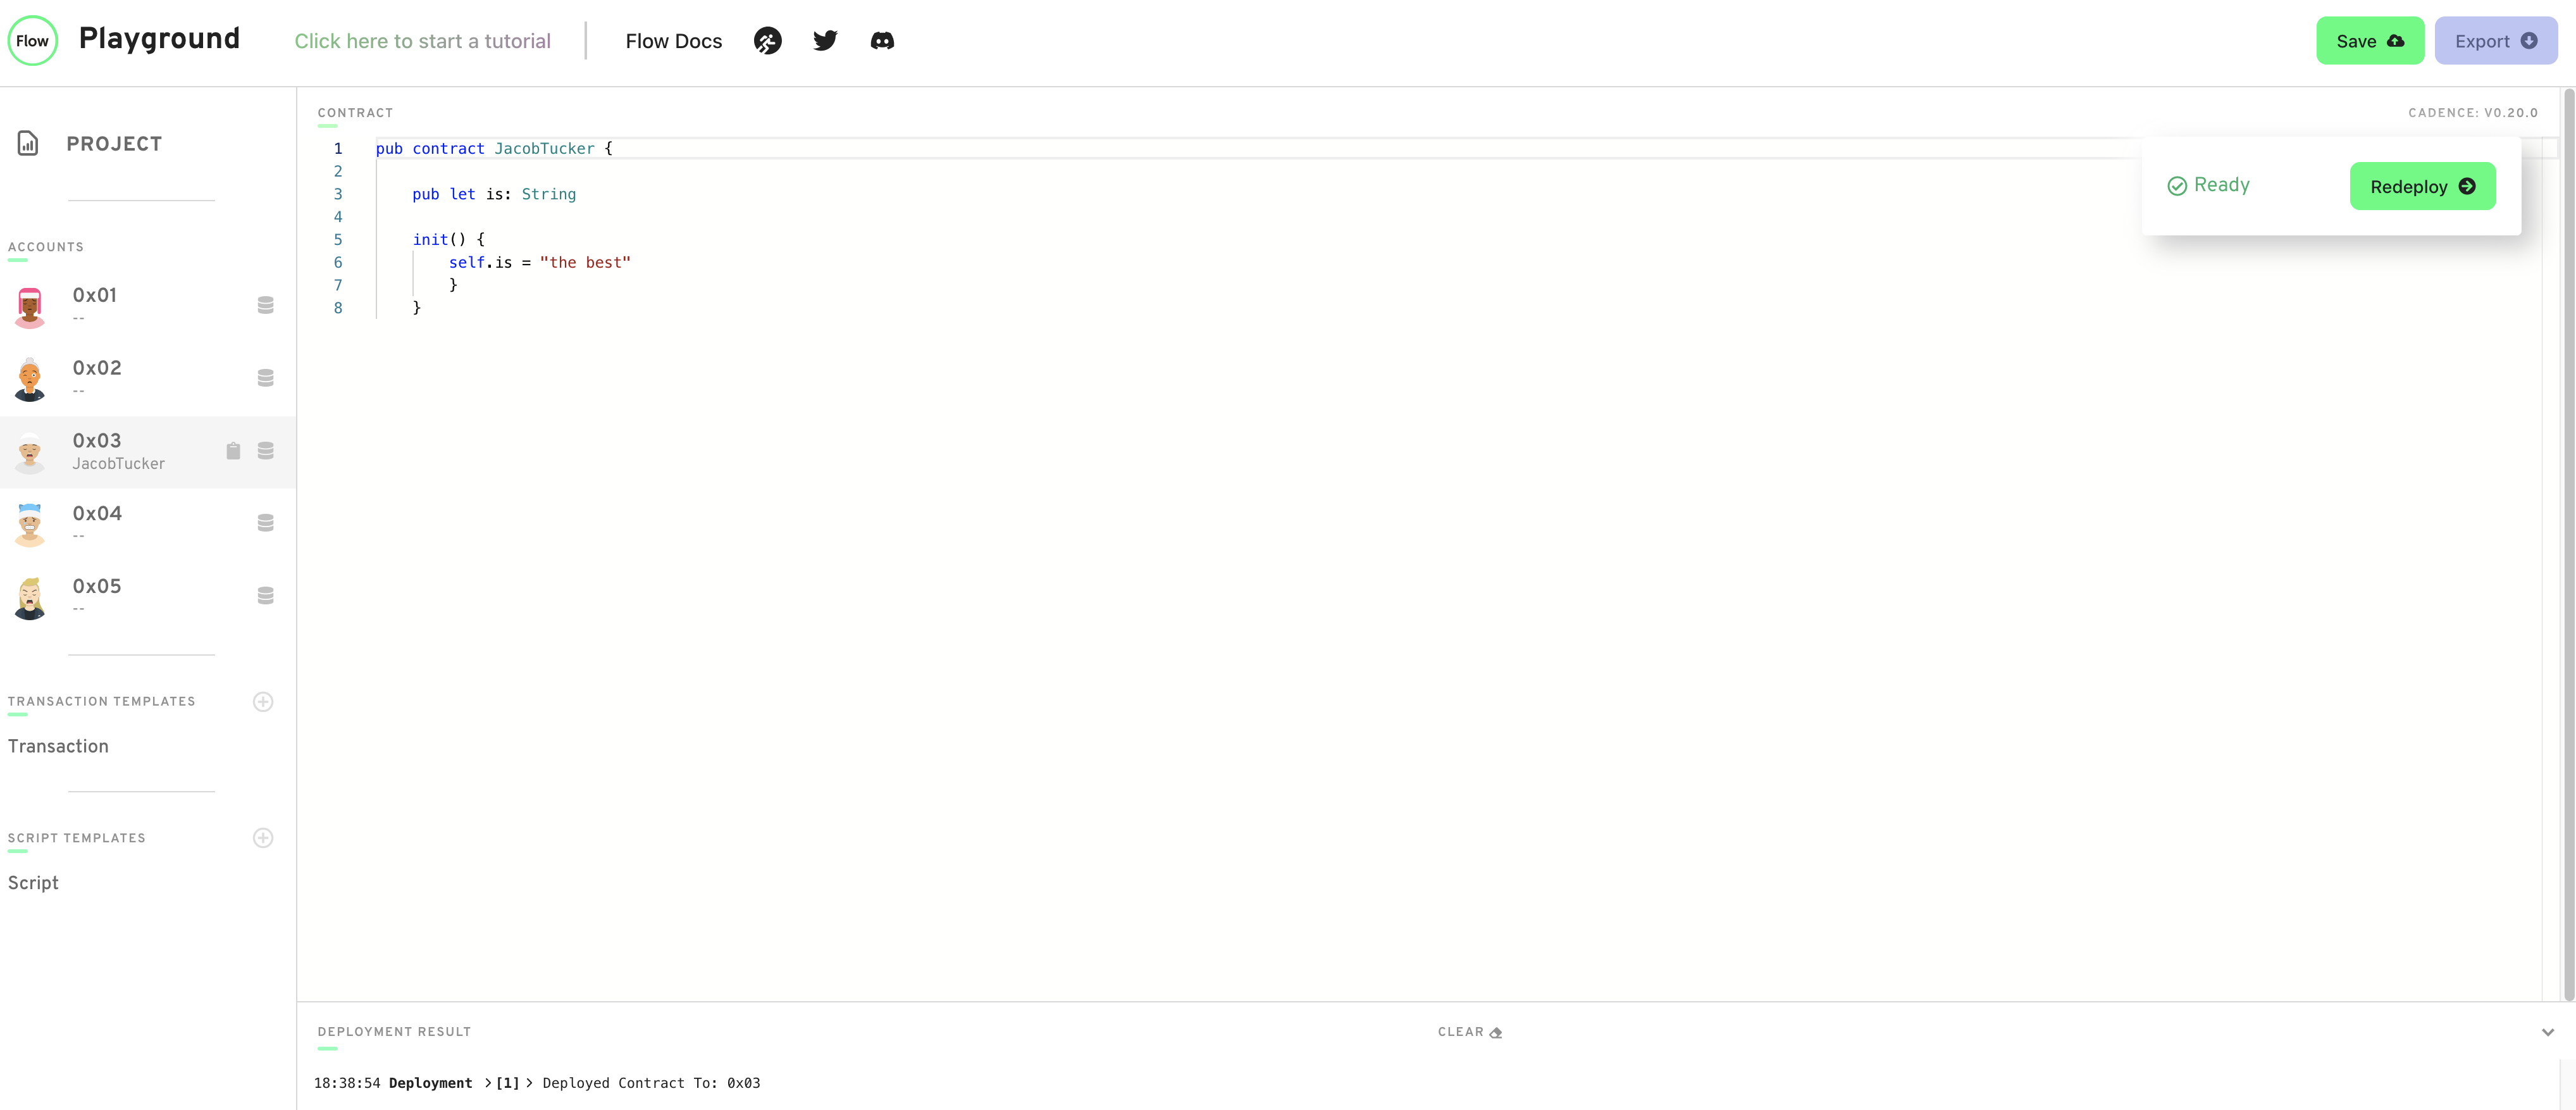 Flow Playground Click here to start a tutorial Flow Docs Save Export
PROJECT
ACCOUNTS
0x01
--
0x02
--
0x03
JacobTucker
0x04
--
0x05
--
TRANSACTION TEMPLATES
Transaction
SCRIPT TEMPLATES
Script
CONTRACT
CADENCE: V0.20.0
1 pub contract JacobTucker {
2
3 pub let is: String
4
5 init() {
6 self.is = "the best"
7 }
8 }
Ready Redeploy
DEPLOYMENT RESULT CLEAR
18:38:54 Deployment >[1]> Deployed Contract To: 0x03